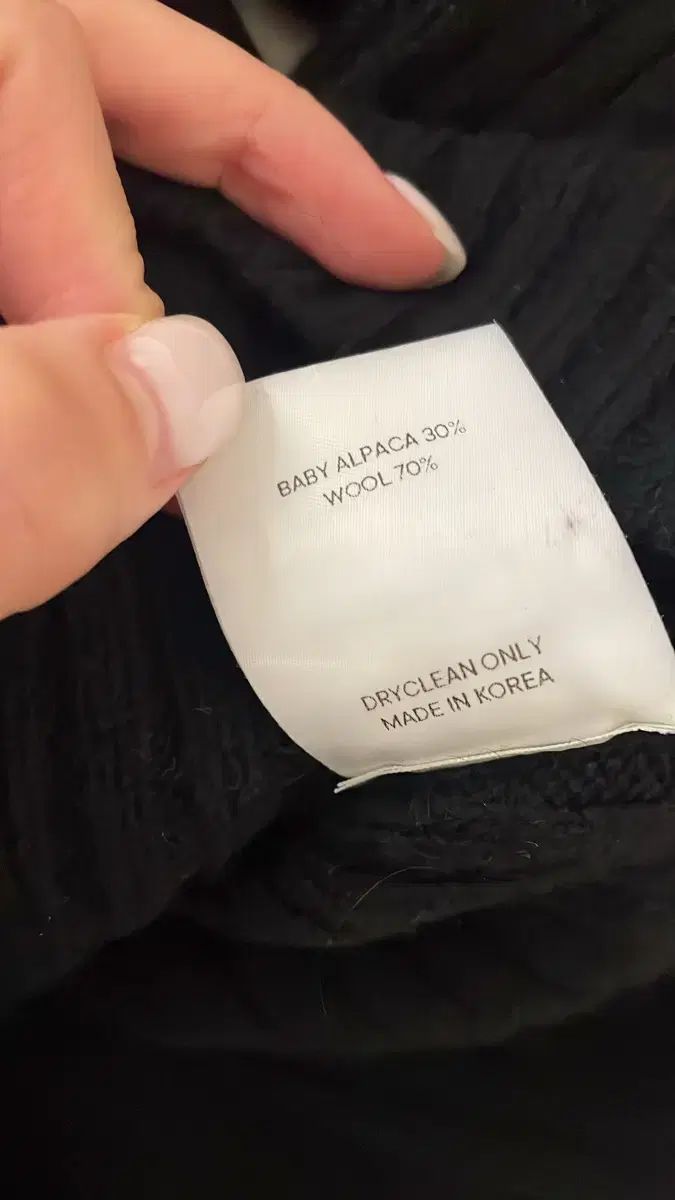 BABY ALPACA 30%
WOOL 70%
DRYCLEAN ONLY
MADE IN KOREA